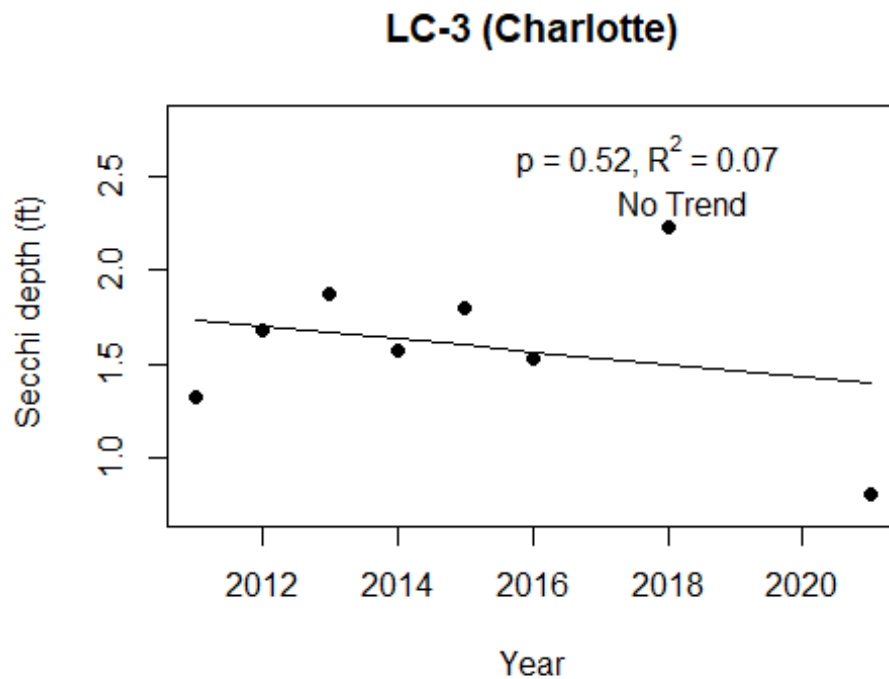 LC-3 (Charlotte)
p = 0.52, R² = 0.07
No Trend
Secchi depth (ft)
2.5
2.0
1.5
1.0
2012 2014 2016 2018 2020
Year